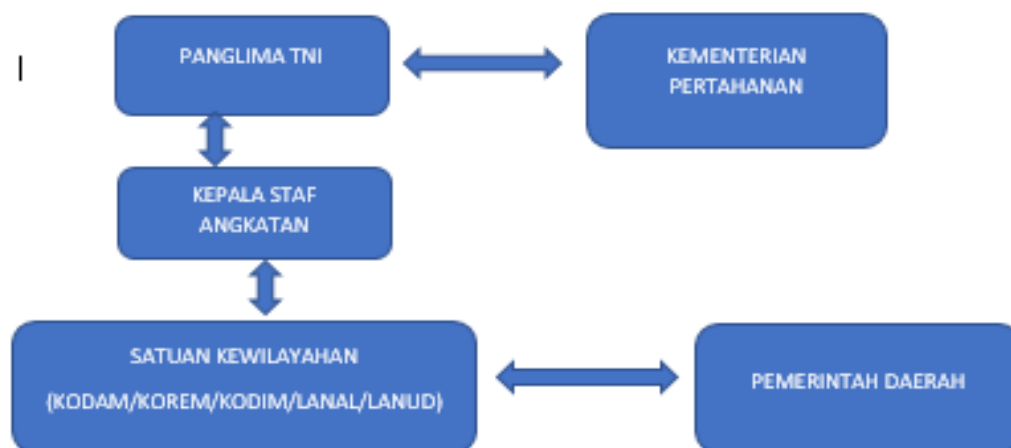 PANGLIMA TNI
KEMENTERIAN
PERTAHANAN
KEPALA STAF
ANGKATAN
SATUAN KEWILAYAHAN
(KODAM/KOREM/KODIM/LANAL/LANUD)
PEMERINTAH DAERAH